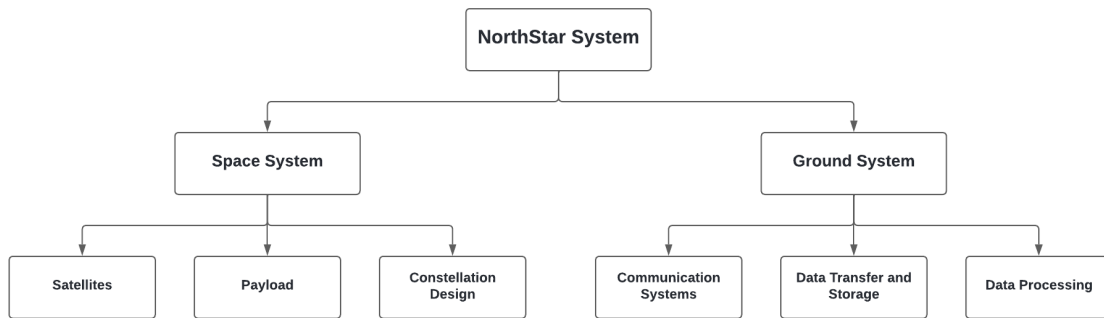 NorthStar System
Space System
Ground System
Satellites
Payload
Constellation
Design
Communication
Systems
Data Transfer and
Storage
Data Processing